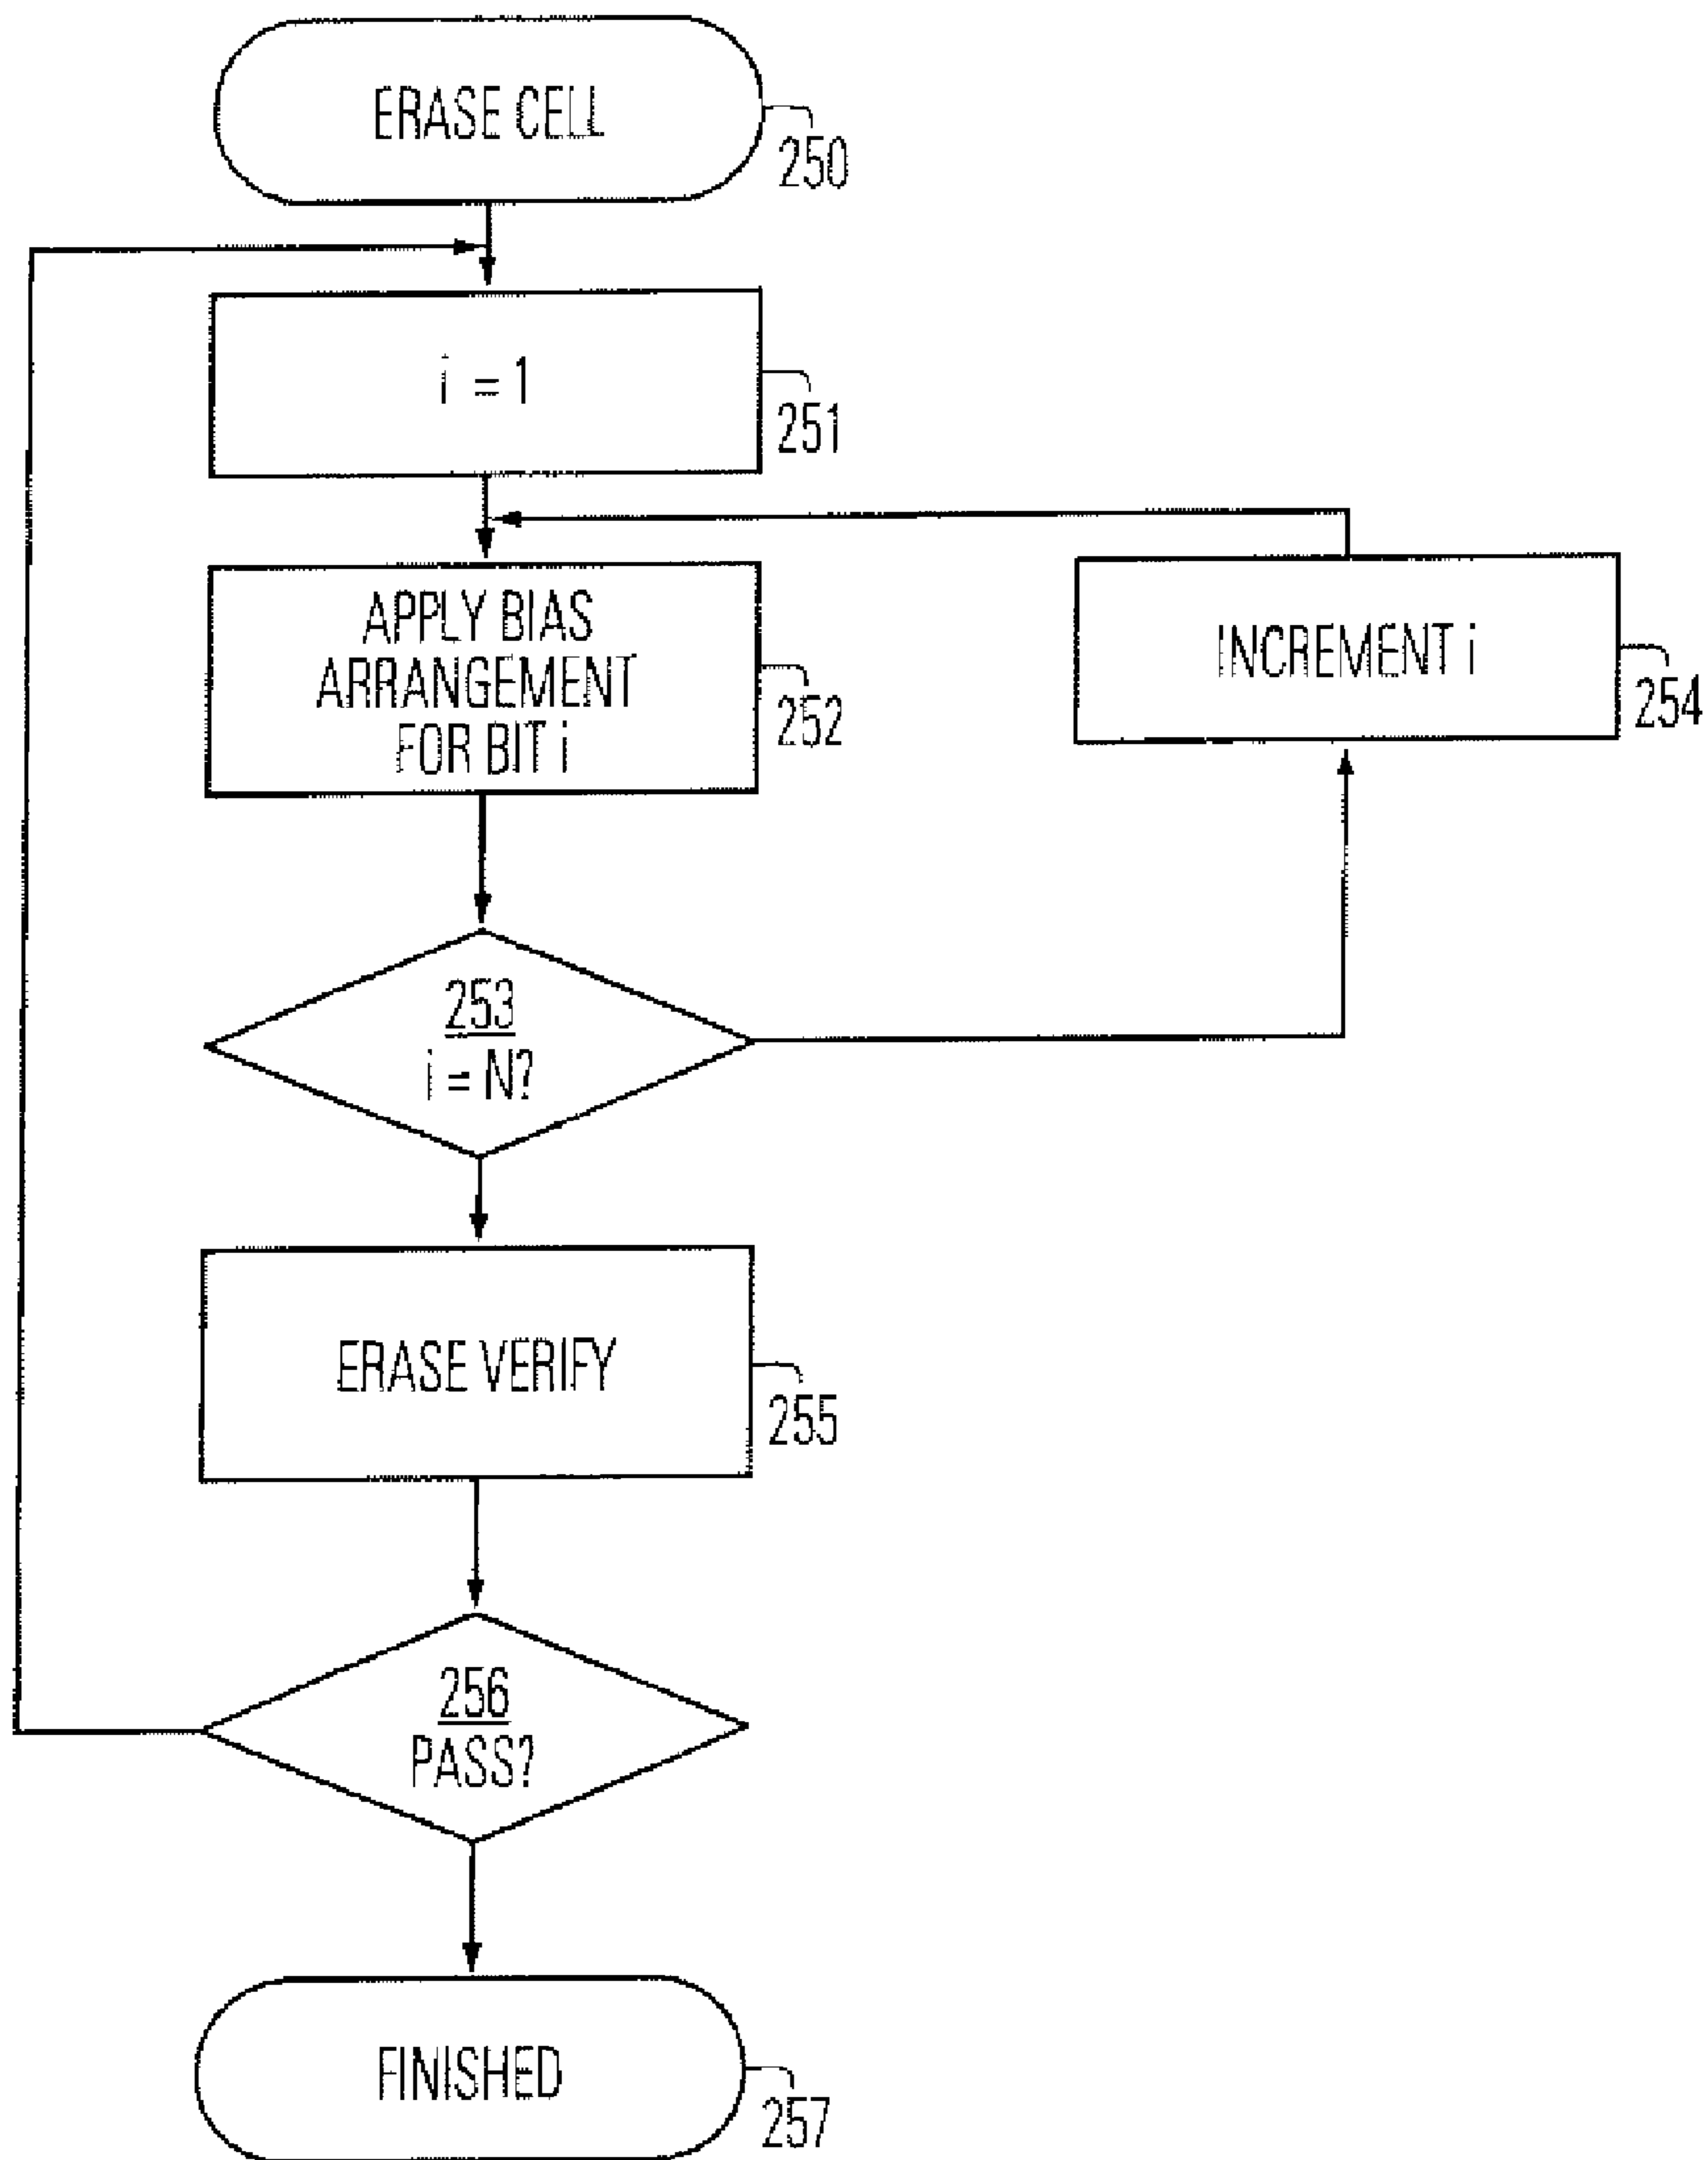 ERASE CELL
250
i = 1
251
APPLY BIAS
ARRANGEMENT
FOR BIT i
252
INCREMENT i
254
253
i = N?
ERASE VERIFY
255
256
PASS?
FINISHED
257